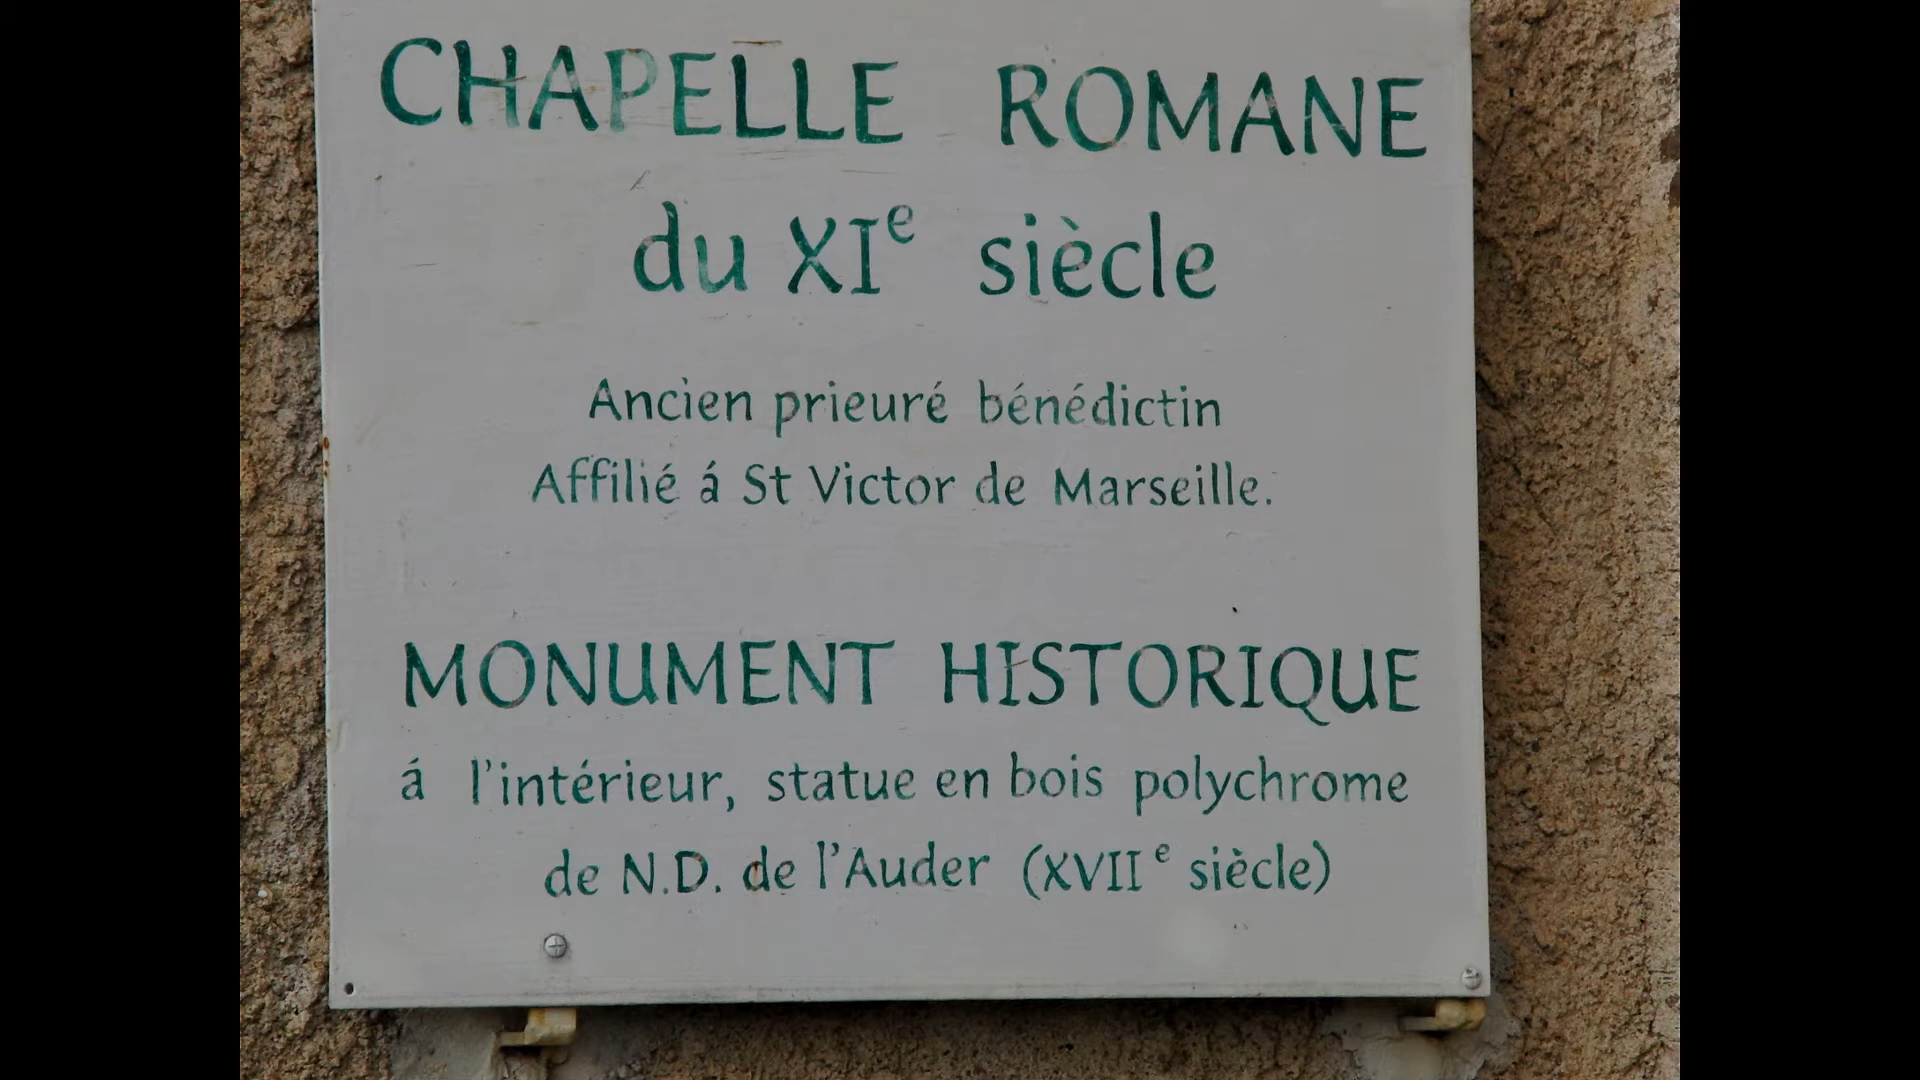 CHAPELLE ROMANE
du XIe siècle
Ancien prieuré bénédictin
Affilié á St Victor de Marseille.
MONUMENT HISTORIQUE
á l'intérieur, statue en bois polychrome
de N.D. de l'Auder (XVII e siècle)